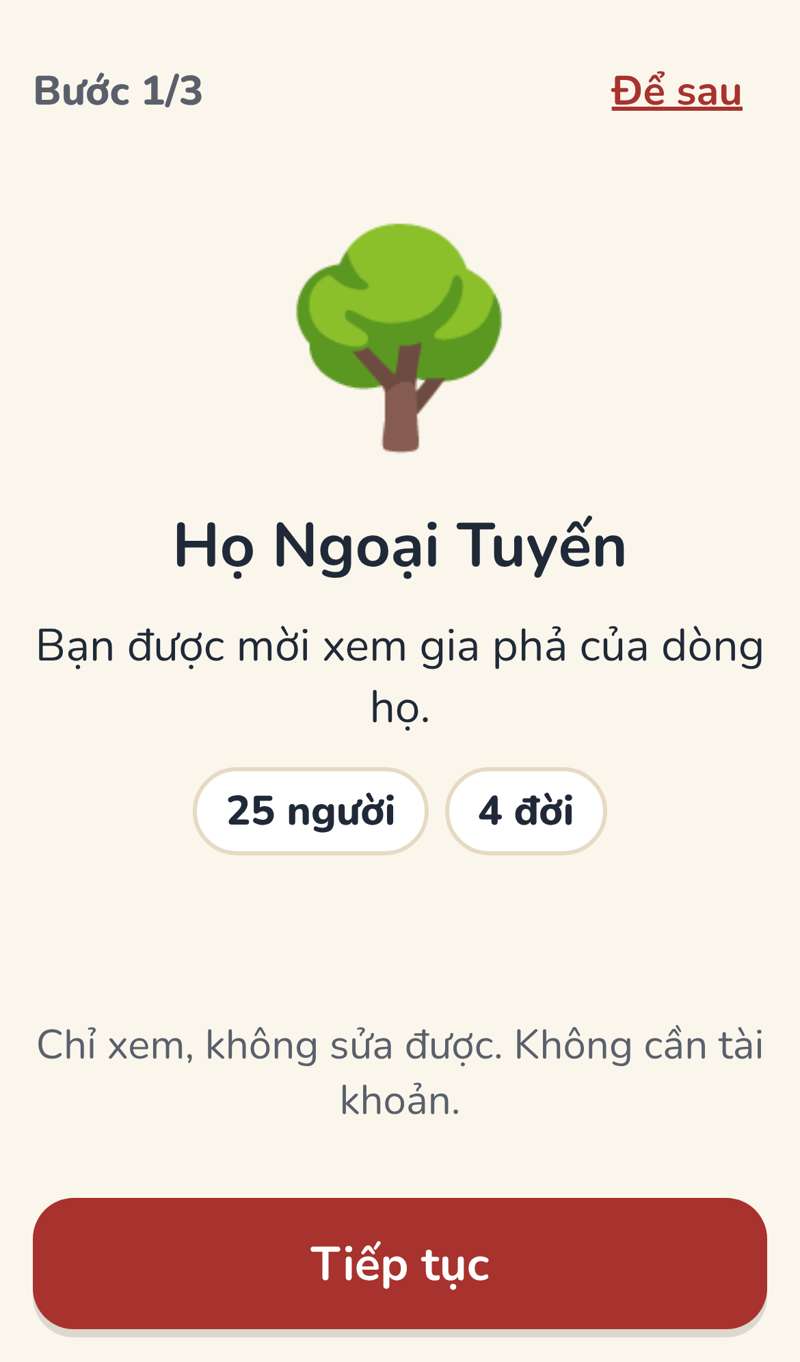 Bước 1/3
Để sau
Họ Ngoại Tuyến
Bạn được mời xem gia phả của dòng
họ.
25 người
4 đời
Chỉ xem, không sửa được. Không cần tài
khoản.
Tiếp tục